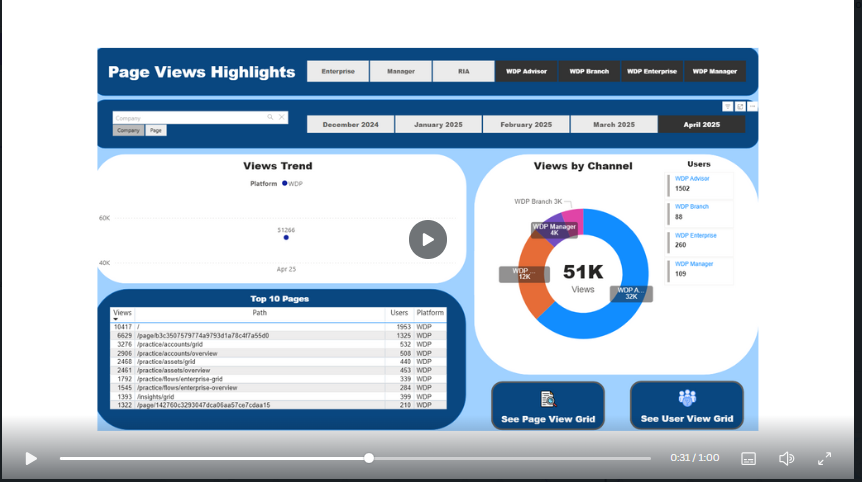 Page Views Highlights
Enterprise Manager RIA WDP Advisor WDP Branch WDP Enterprise WDP Manager
Company
Company Page
December 2024 January 2025 February 2025 March 2025 April 2025
Views Trend
Platform WDP
60K
51266
40K
Apr 25
Views by Channel
WDP Branch 3K
WDP Manager
4K
WDP ...
12K
51K
Views
WDP A...
32K
Users
WDP Advisor
1502
WDP Branch
88
WDP Enterprise
260
WDP Manager
109
Top 10 Pages
Views Path Users Platform
10417 / 1953 WDP
6629 /page/b3c3507579774a9793d1a78c4f7a55d0 1325 WDP
3276 /practice/accounts/grid 532 WDP
2906 /practice/accounts/overview 508 WDP
2468 /practice/assets/grid 440 WDP
2461 /practice/assets/overview 453 WDP
1792 /practice/flows/enterprise-grid 339 WDP
1545 /practice/flows/enterprise-overview 284 WDP
1393 /insights/grid 399 WDP
1322 /page/142760c3293047dca06aa57ce7cdaa15 210 WDP
See Page View Grid
See User View Grid
0:31 / 1:00